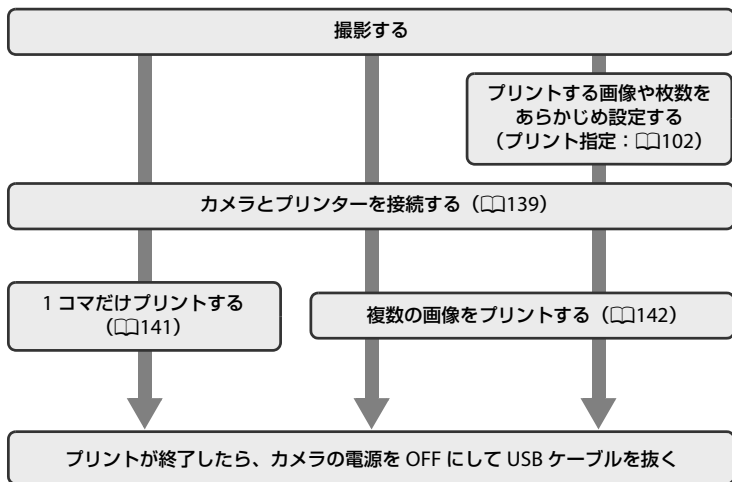 撮影する
プリントする画像や枚数を
あらかじめ設定する
（プリント指定：📖102）
カメラとプリンターを接続する（📖139）
1 コマだけプリントする
（📖141）
複数の画像をプリントする（📖142）
プリントが終了したら、カメラの電源を OFF にして USB ケーブルを抜く